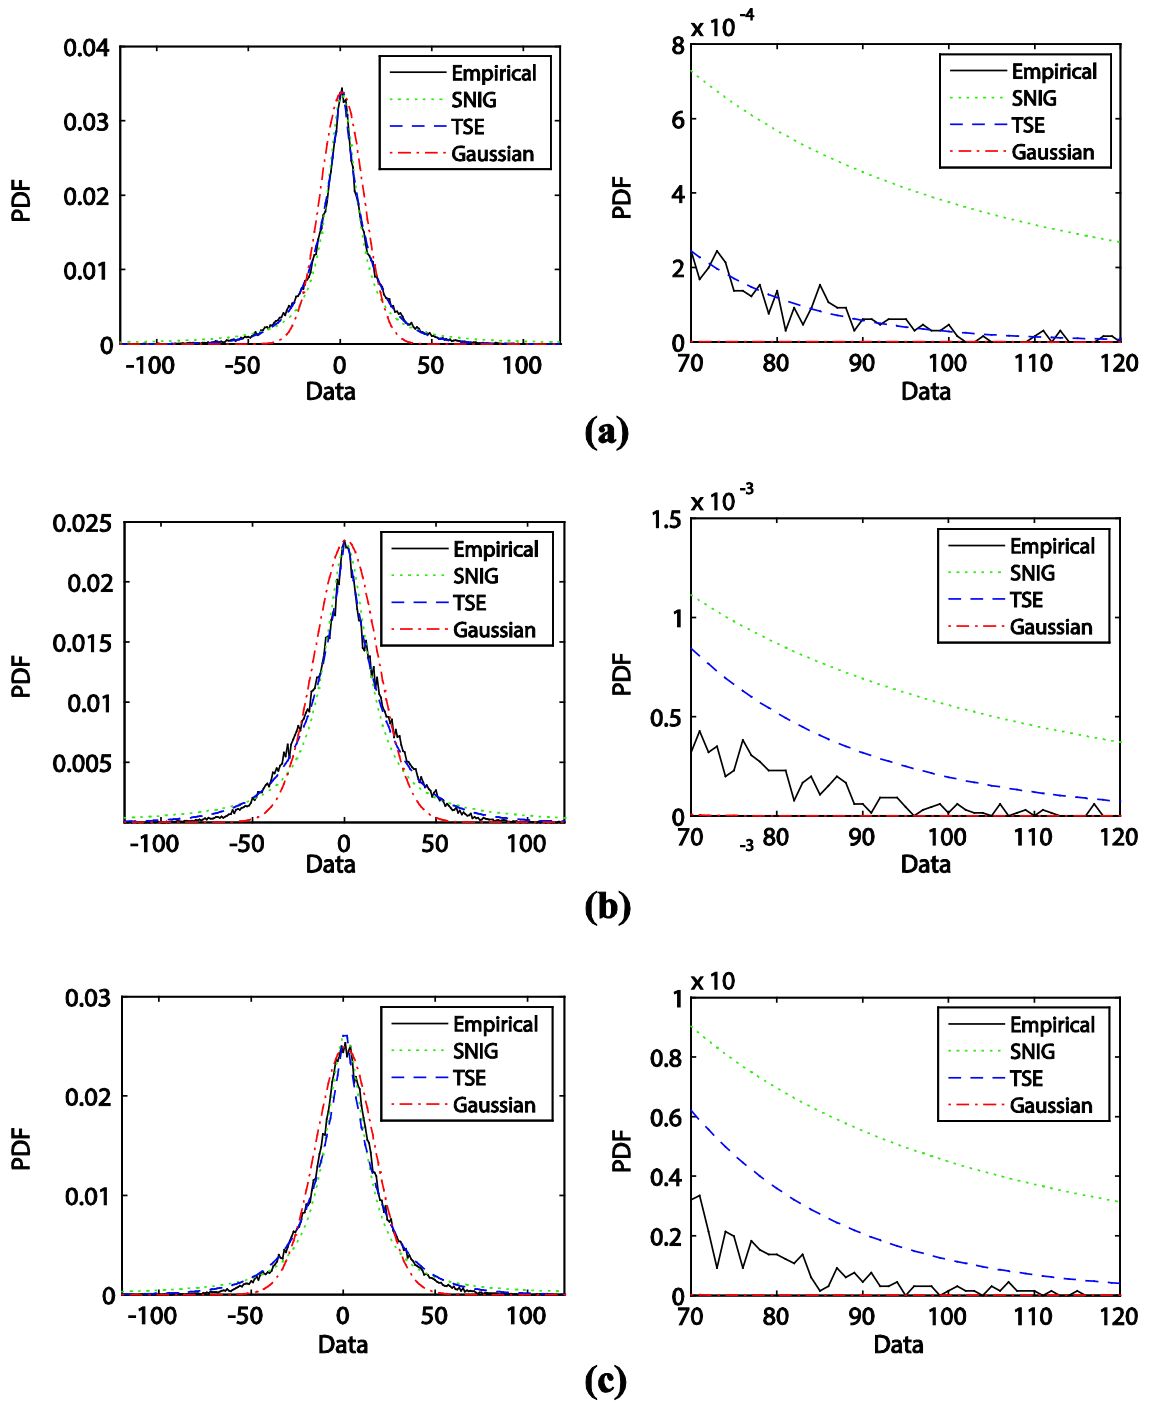 0.04
0.03
0.02
0.01
0
PDF
-100 -50 0 50 100
Data
Empirical
SNIG
TSE
Gaussian
x 10 -4
8
6
4
2
0
PDF
70 80 90 100 110 120
Data
Empirical
SNIG
TSE
Gaussian
(a)
0.025
0.02
0.015
0.01
0.005
PDF
-100 -50 0 50 100
Data
Empirical
SNIG
TSE
Gaussian
x 10 -3
1.5
1
0.5
0
PDF
70 80 90 100 110 120
-3
Data
Empirical
SNIG
TSE
Gaussian
(b)
0.03
0.02
0.01
0
PDF
-100 -50 0 50 100
Data
Empirical
SNIG
TSE
Gaussian
x 10
1
0.8
0.6
0.4
0.2
0
PDF
70 80 90 100 110 120
Data
Empirical
SNIG
TSE
Gaussian
(c)